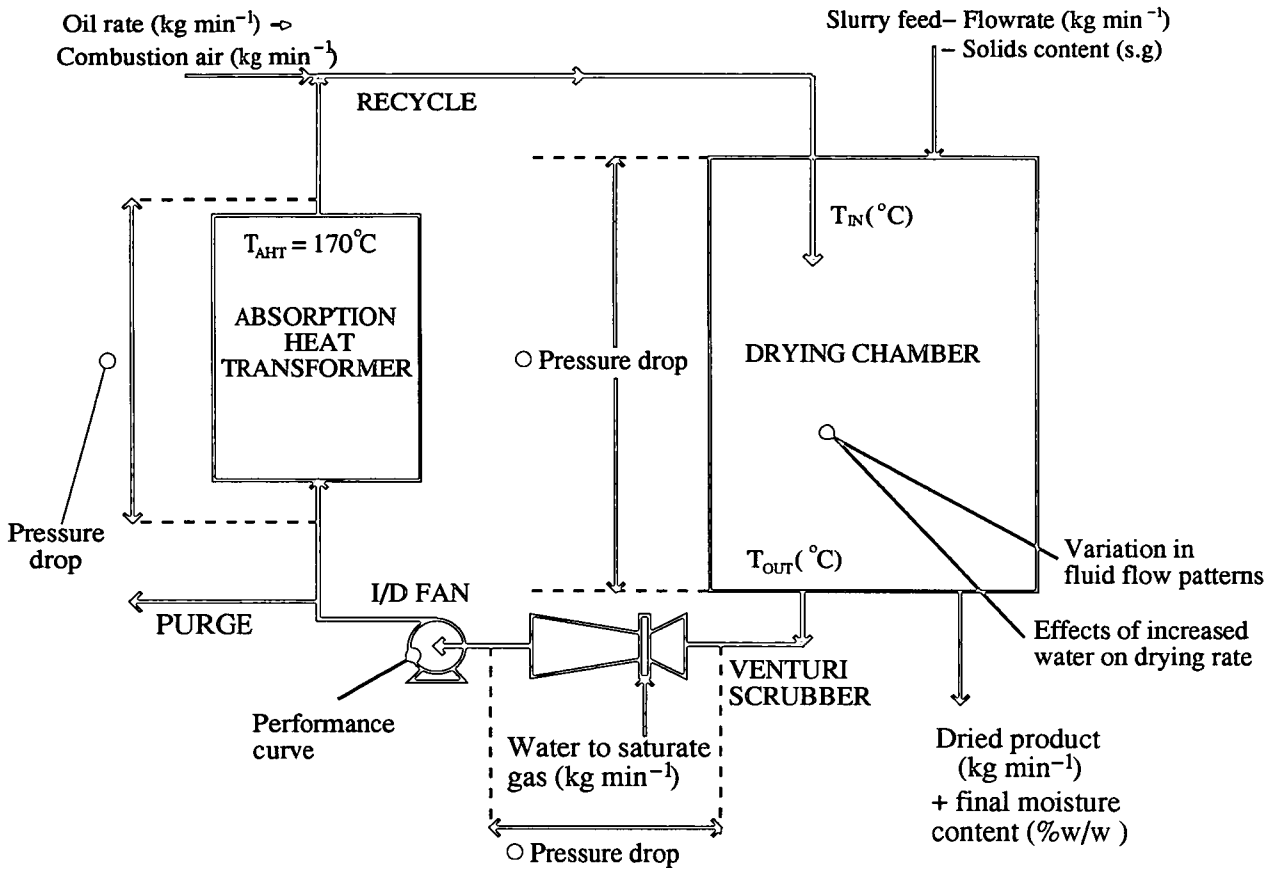 Oil rate (kg min⁻¹) ->
Combustion air (kg min⁻¹)
RECYCLE
Slurry feed– Flowrate (kg min⁻¹)
– Solids content (s.g)
T_AHT = 170°C
ABSORPTION
HEAT
TRANSFORMER
T_IN (°C)
Pressure drop
DRYING CHAMBER
Pressure
drop
T_OUT (°C)
Variation in
fluid flow patterns
I/D FAN
PURGE
Effects of increased
water on drying rate
VENTURI
SCRUBBER
Performance
curve
Water to saturate
gas (kg min⁻¹)
Dried product
(kg min⁻¹)
+ final moisture
content (%w/w )
Pressure drop